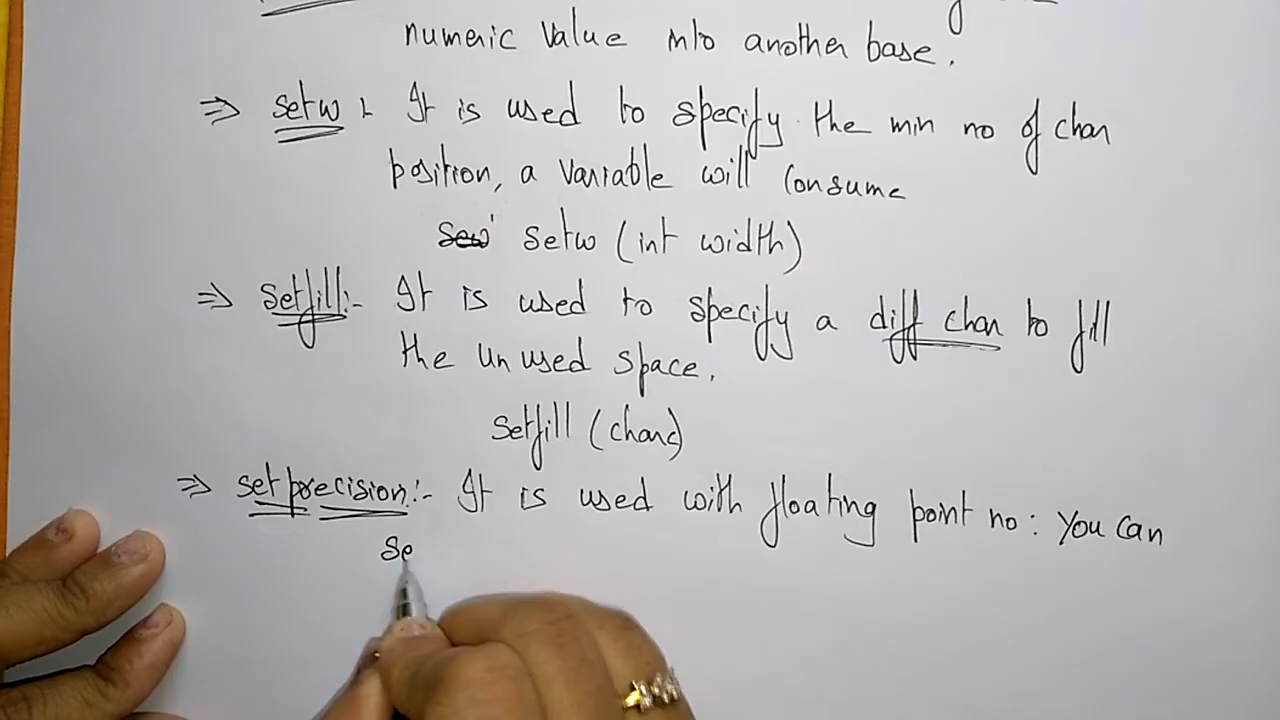 numeric value into another base.
⇒ setw :- It is used to specify the min no of char
position, a variable will consume
setw (int width)
⇒ Setfill:- It is used to specify a diff char to fill
the unused space.
setfill (char c)
⇒ set precision:- It is used with floating point no: You can
Se